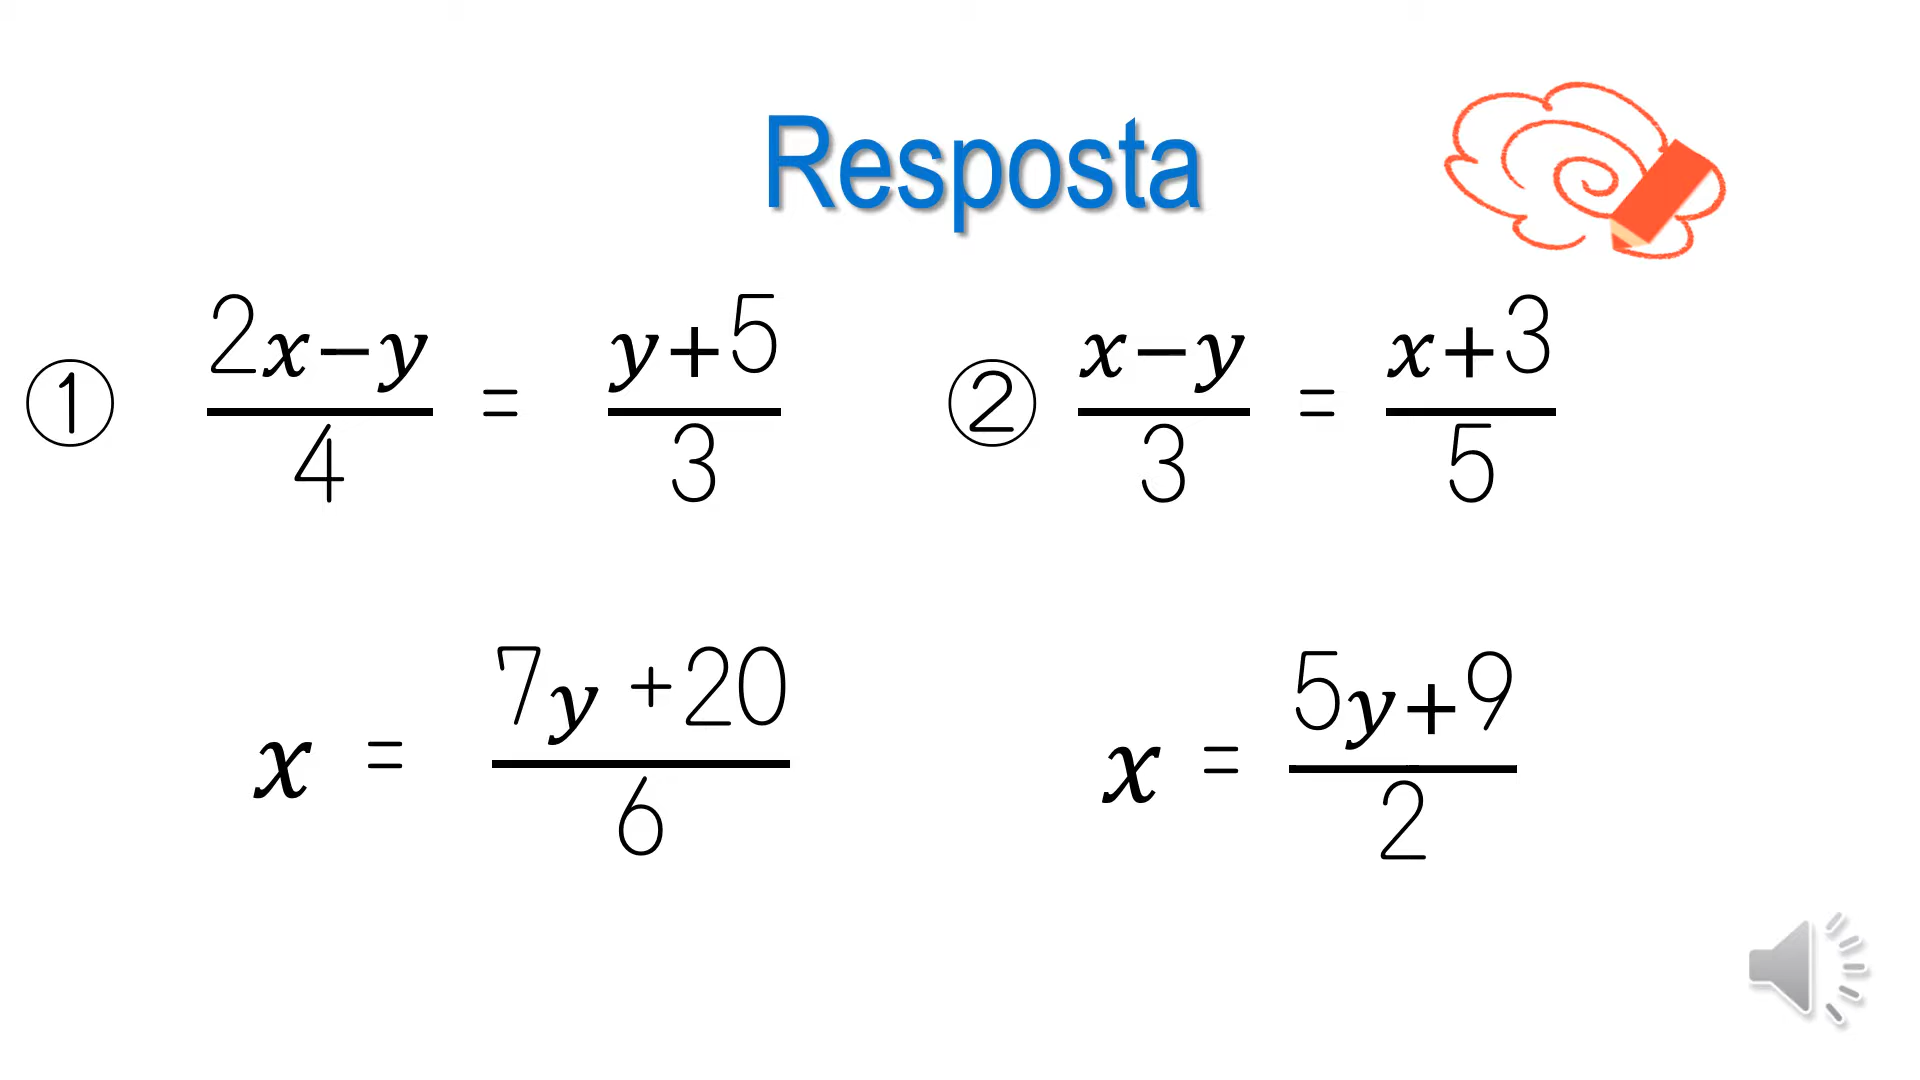 Resposta
① (2x−y)/4 = (y+5)/3
② (x−y)/3 = (x+3)/5
x = (7y+20)/6
x = (5y+9)/2